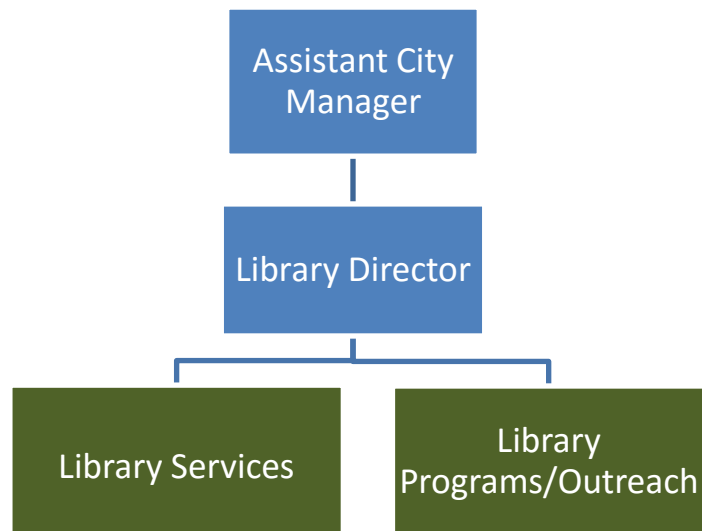 Assistant City
Manager
Library Director
Library Services
Library
Programs/Outreach